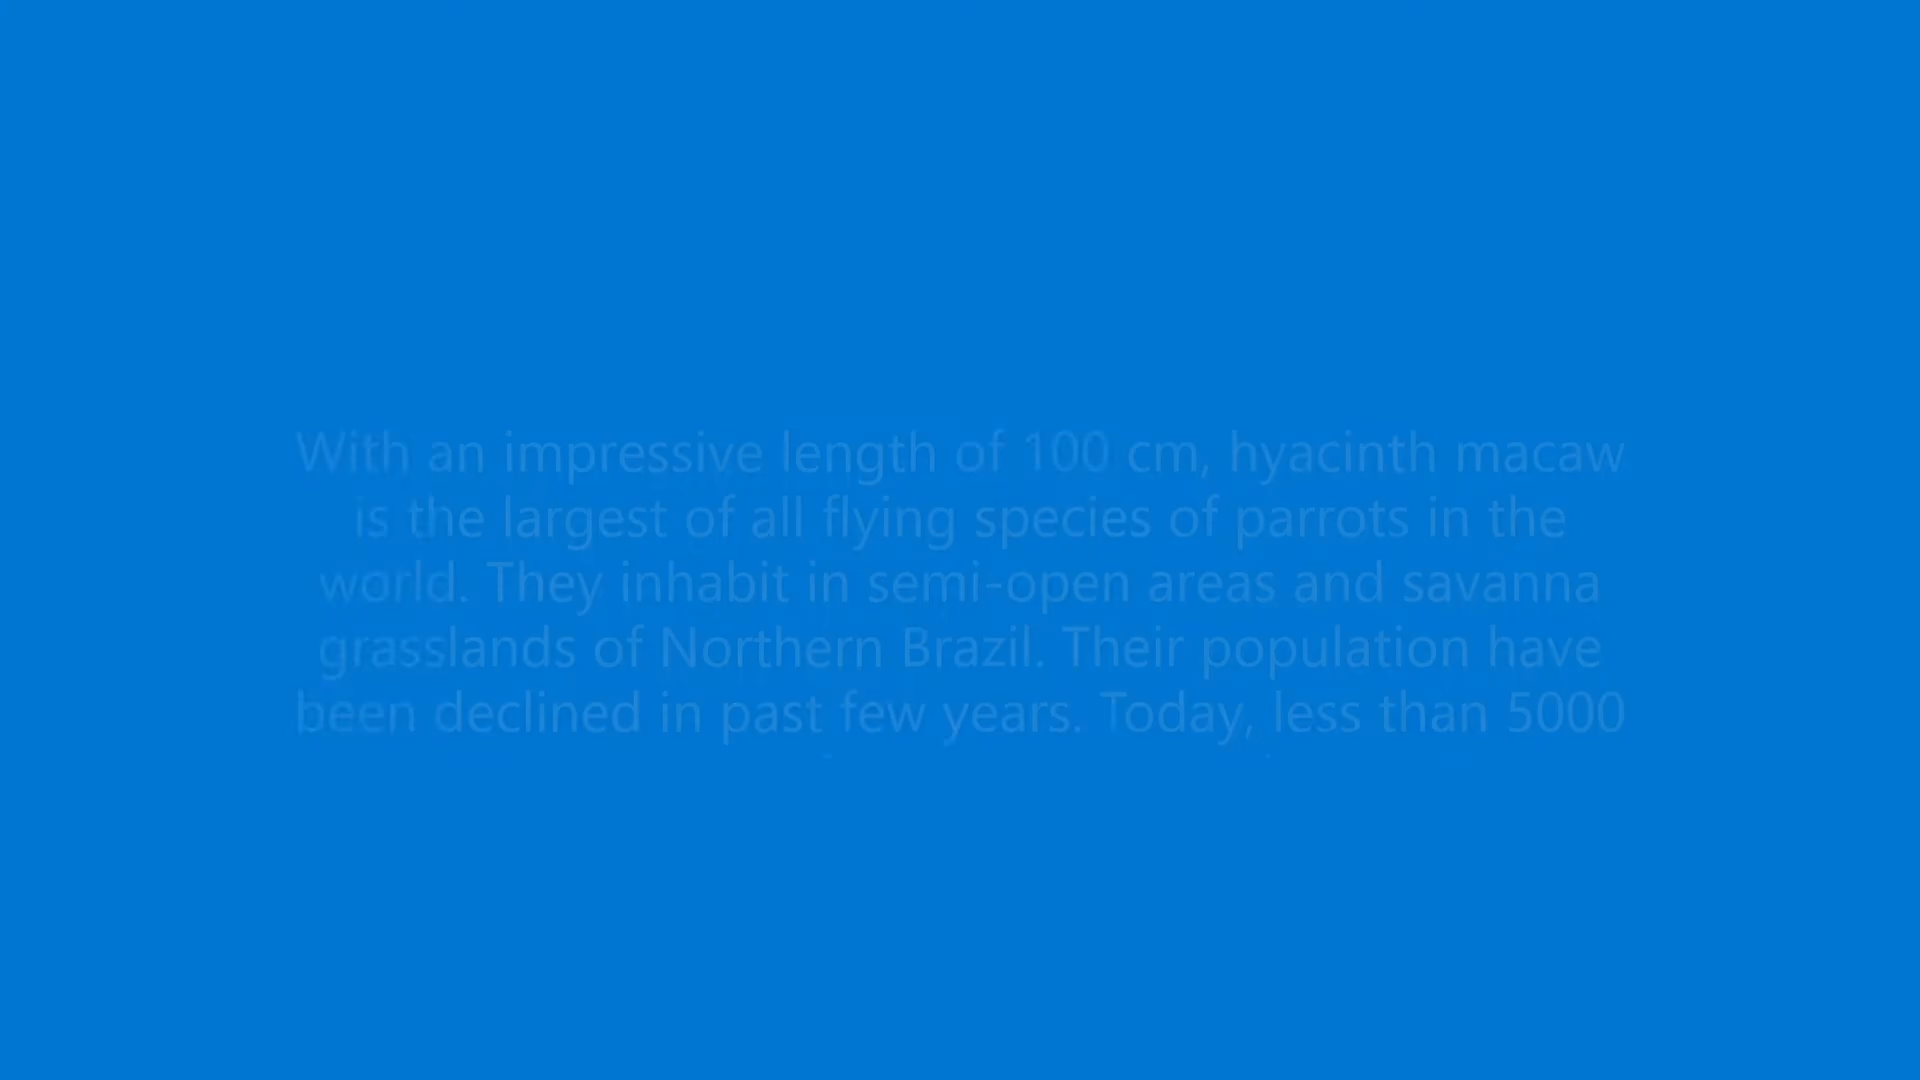 With an impressive length of 100 cm, hyacinth macaw
is the largest of all flying species of parrots in the
world. They inhabit in semi-open areas and savanna
grasslands of Northern Brazil. Their population have
been declined in past few years. Today, less than 5000